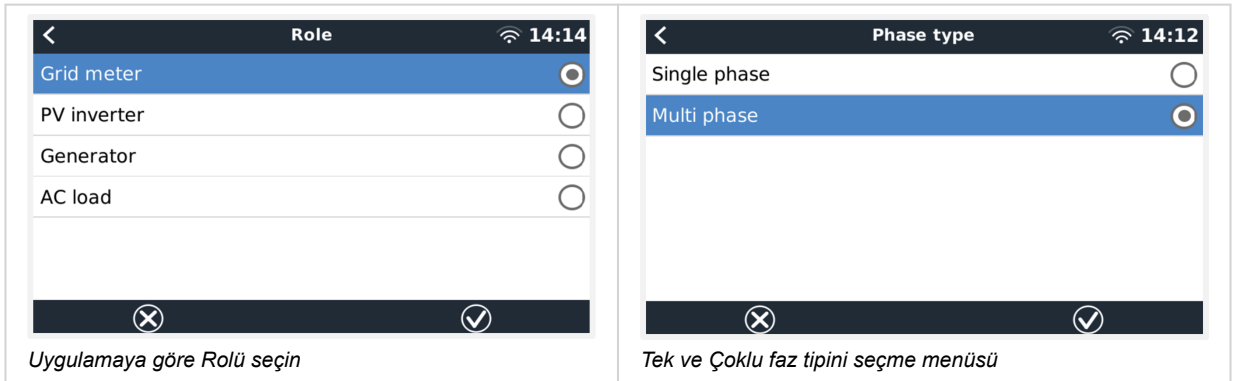 Role 14:14
Grid meter
PV inverter
Generator
AC load
Uygulamaya göre Rolü seçin
Phase type 14:12
Single phase
Multi phase
Tek ve Çoklu faz tipini seçme menüsü